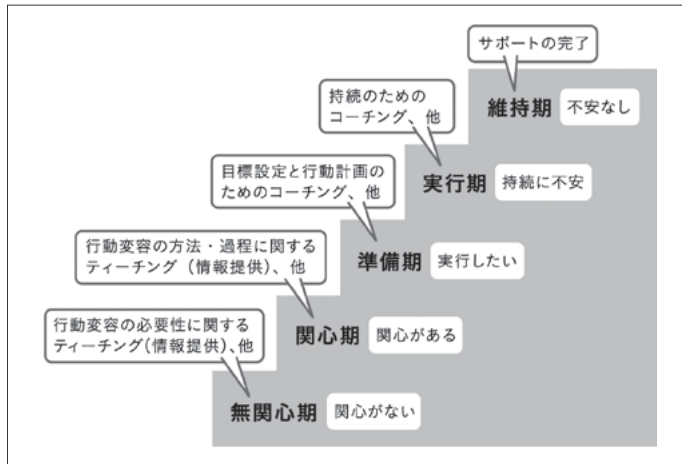 サポートの完了
維持期 不安なし
持続のための
コーチング、他
実行期 持続に不安
目標設定と行動計画の
ためのコーチング、他
準備期 実行したい
行動変容の方法・過程に関する
ティーチング（情報提供）、他
関心期 関心がある
行動変容の必要性に関する
ティーチング（情報提供）、他
無関心期 関心がない